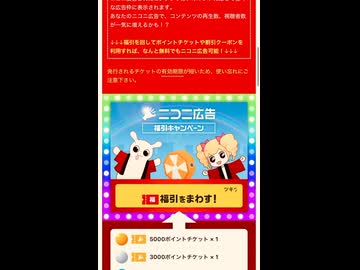 な広告枠に表示されます。
あなたのニコニ広告で、コンテンツの再生数、視聴者数
が一気に増えるかも！？
↓↓↓福引を回してポイントチケットや割引クーポンを
利用すれば、なんと無料でもニコニ広告可能！↓↓↓
発行されるチケットの有効期限が短いため、使い忘れにご
注意下さい。
ニコニ広告
福引キャンペーン
福引をまわす！
5000ポイントチケット × 1
3000ポイントチケット × 1